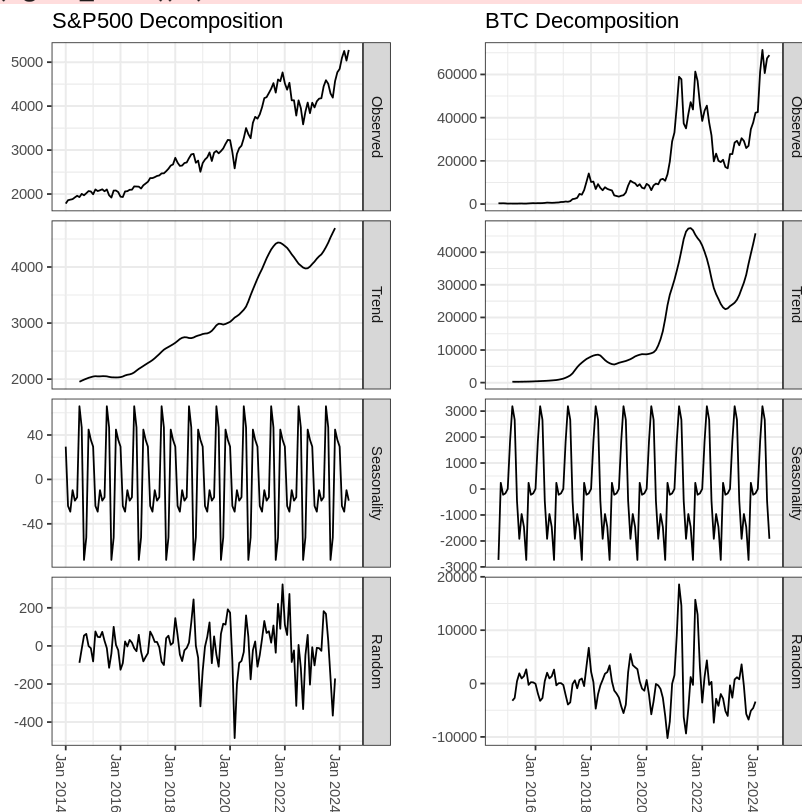 S&P500 Decomposition
5000
4000
3000
2000
Observed
4000
3000
2000
Trend
40
0
-40
Seasonality
200
0
-200
-400
Random
Jan 2014
Jan 2016
Jan 2018
Jan 2020
Jan 2022
Jan 2024
BTC Decomposition
60000
40000
20000
0
Observed
40000
30000
20000
10000
0
Trend
3000
2000
1000
0
-1000
-2000
-3000
Seasonality
20000
10000
0
-10000
Random
Jan 2016
Jan 2018
Jan 2020
Jan 2022
Jan 2024